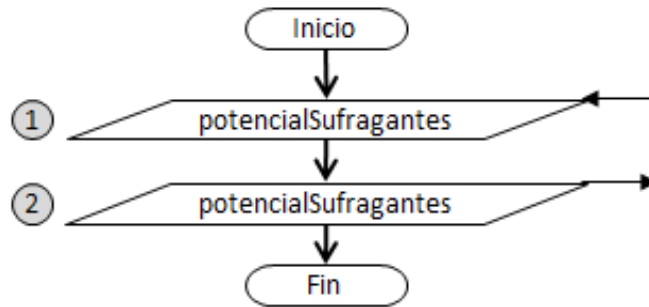 Inicio
1 potencialSufragantes
2 potencialSufragantes
Fin